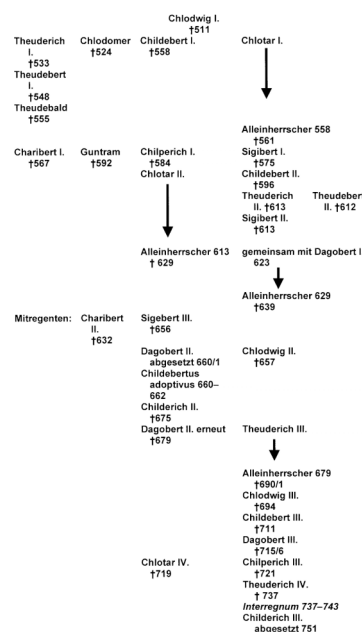 Chlodwig I.
†511
Theuderich Chlodomer Childebert I. Chlotar I.
I. †524 †558
†533
Theudebert
I.
†548
Theudebald
†555
Alleinherrscher 558
†561
Charibert I. Guntram Chilperich I. Sigibert I.
†567 †592 †584 †575
Chlotar II. Childebert II.
†596
Theuderich Theudebert
II. †613 II. †612
Sigibert II.
†613
Alleinherrscher 613 gemeinsam mit Dagobert I.
† 629 623
Alleinherrscher 629
†639
Mitregenten: Charibert Sigebert III.
II. †656
†632
Dagobert II. Chlodwig II.
abgesetzt 660/1 †657
Childebertus
adoptivus 660–
662
Childerich II.
†675
Dagobert II. erneut Theuderich III.
†679
Alleinherrscher 679
†690/1
Chlodwig III.
†694
Childebert III.
†711
Dagobert III.
†715/6
Chlotar IV. Chilperich III.
†719 †721
Theuderich IV.
† 737
Interregnum 737–743
Childerich III.
abgesetzt 751